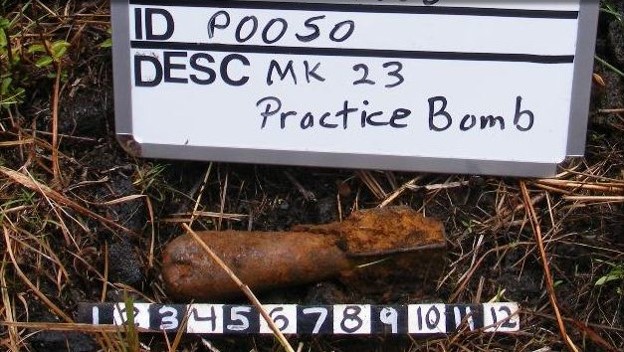 ID P0050
DESC MK 23
Practice Bomb
1 2 3 4 5 6 7 8 9 10 11 12